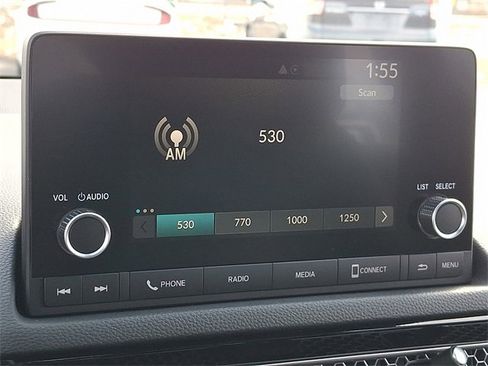 1:55
Scan
AM
530
VOL AUDIO
LIST SELECT
530 770 1000 1250
PHONE RADIO MEDIA CONNECT MENU